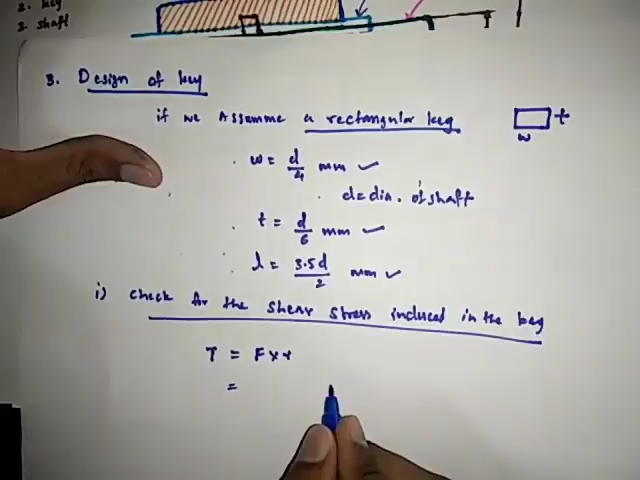 2. key
3. shaft
3. Design of key
if we Assumme a rectangular key
t
w
w = d/4 mm ✓
d = dia. of shaft
t = d/6 mm ✓
l = 3.5d/2 mm ✓
i) check for the shear stress induced in the key
T = F×r
=